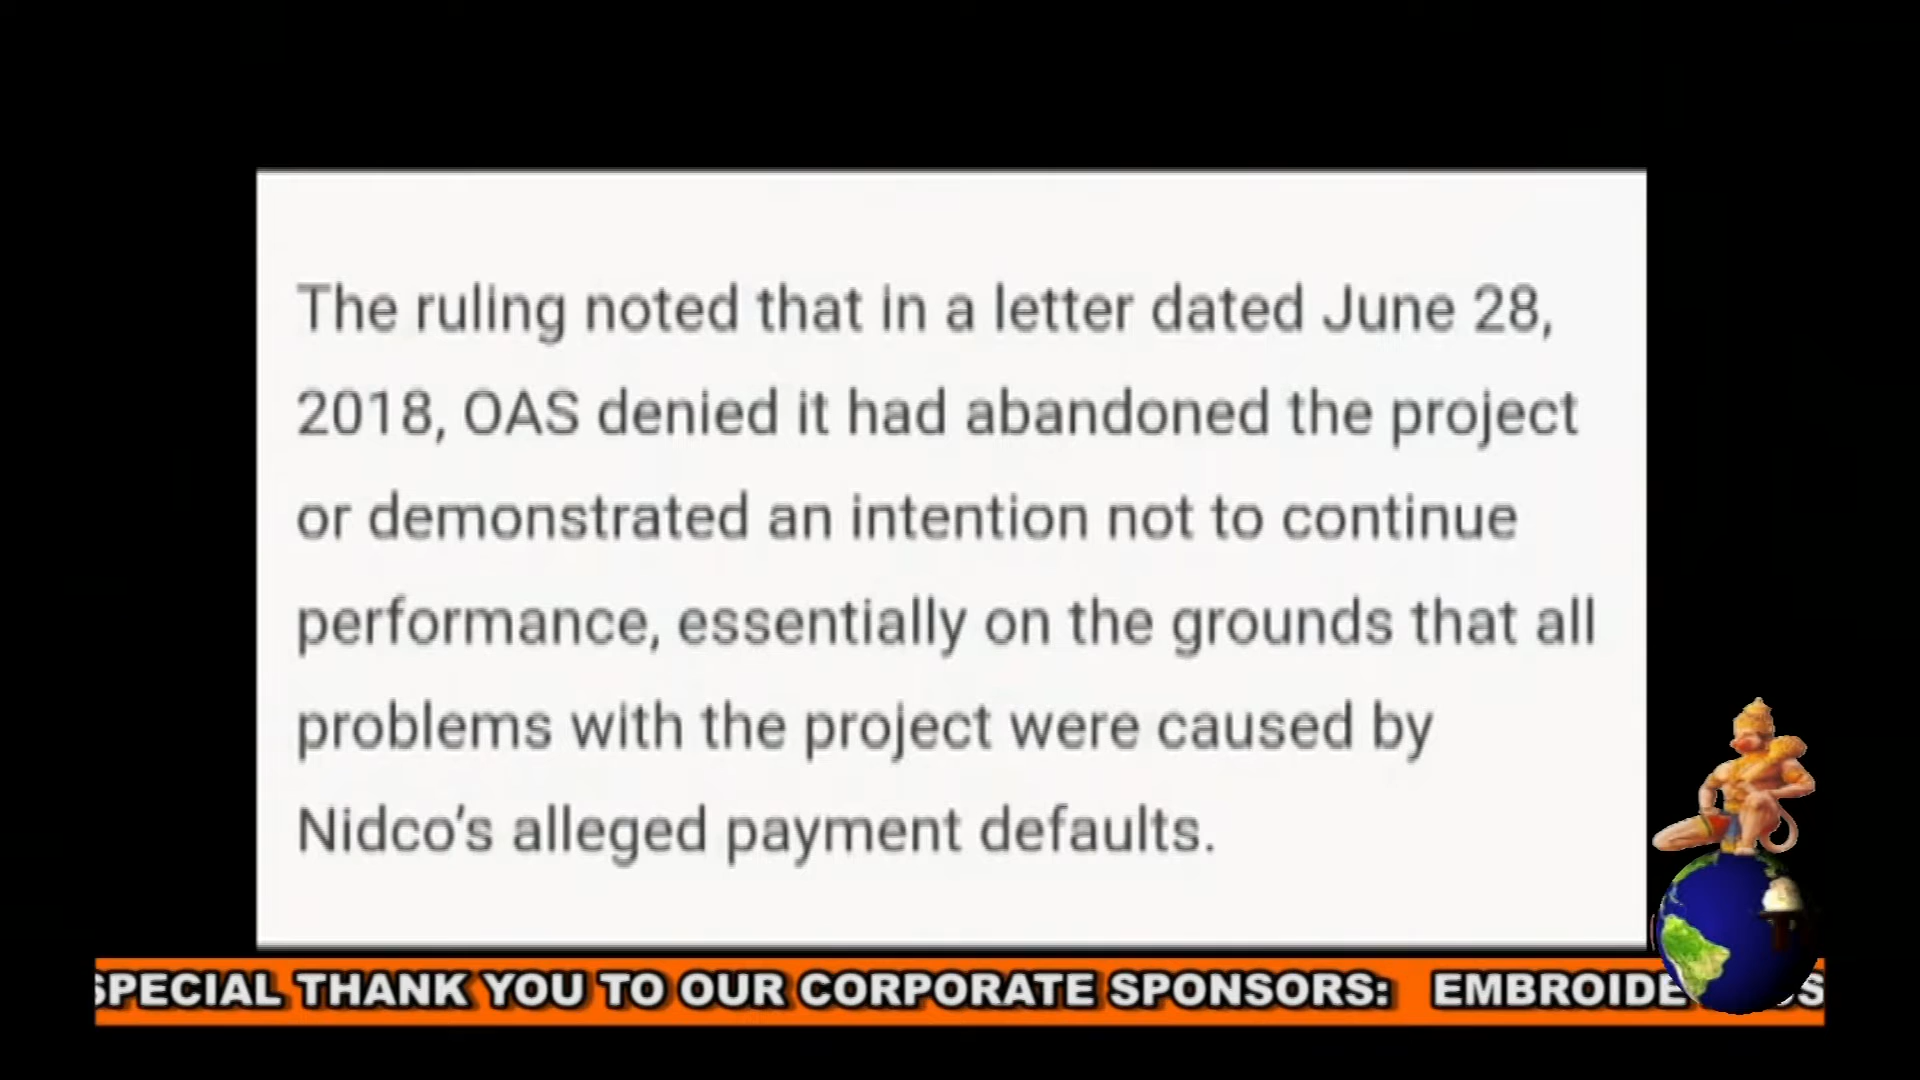 The ruling noted that in a letter dated June 28,
2018, OAS denied it had abandoned the project
or demonstrated an intention not to continue
performance, essentially on the grounds that all
problems with the project were caused by
Nidco's alleged payment defaults.
SPECIAL THANK YOU TO OUR CORPORATE SPONSORS: